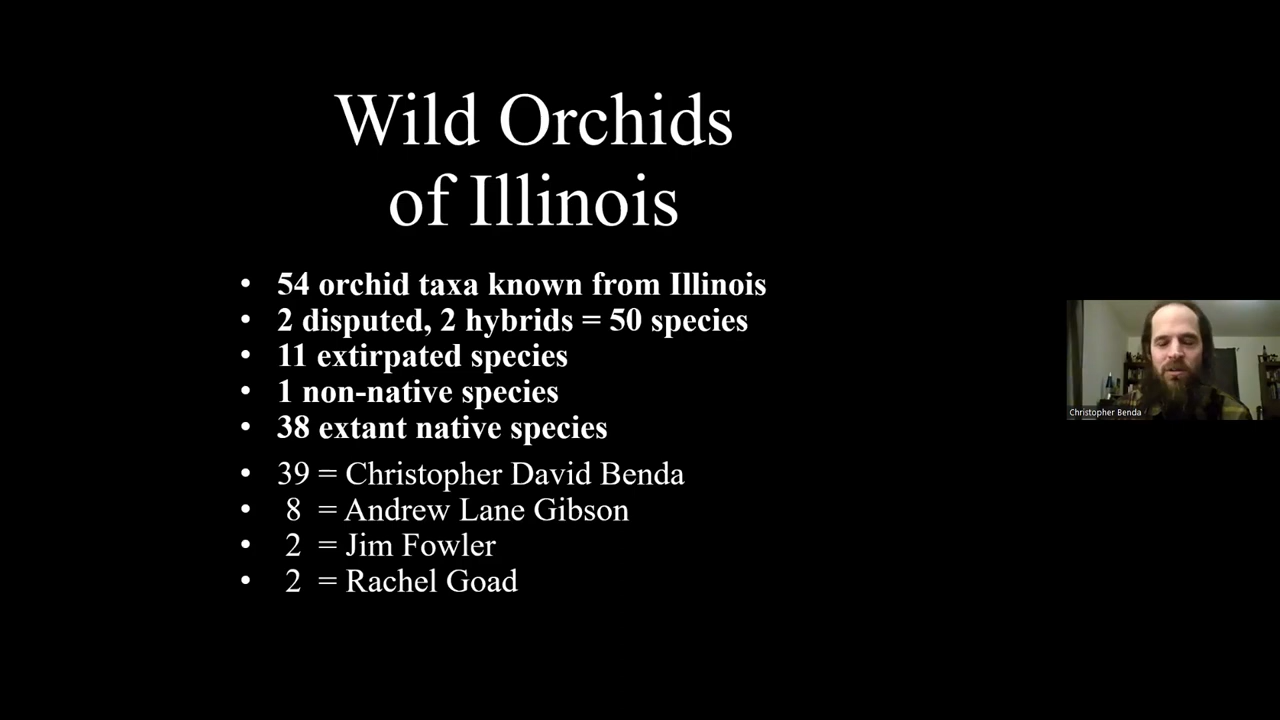 Wild Orchids
of Illinois
• 54 orchid taxa known from Illinois
• 2 disputed, 2 hybrids = 50 species
• 11 extirpated species
• 1 non-native species
• 38 extant native species
• 39 = Christopher David Benda
• 8 = Andrew Lane Gibson
• 2 = Jim Fowler
• 2 = Rachel Goad
Christopher Benda